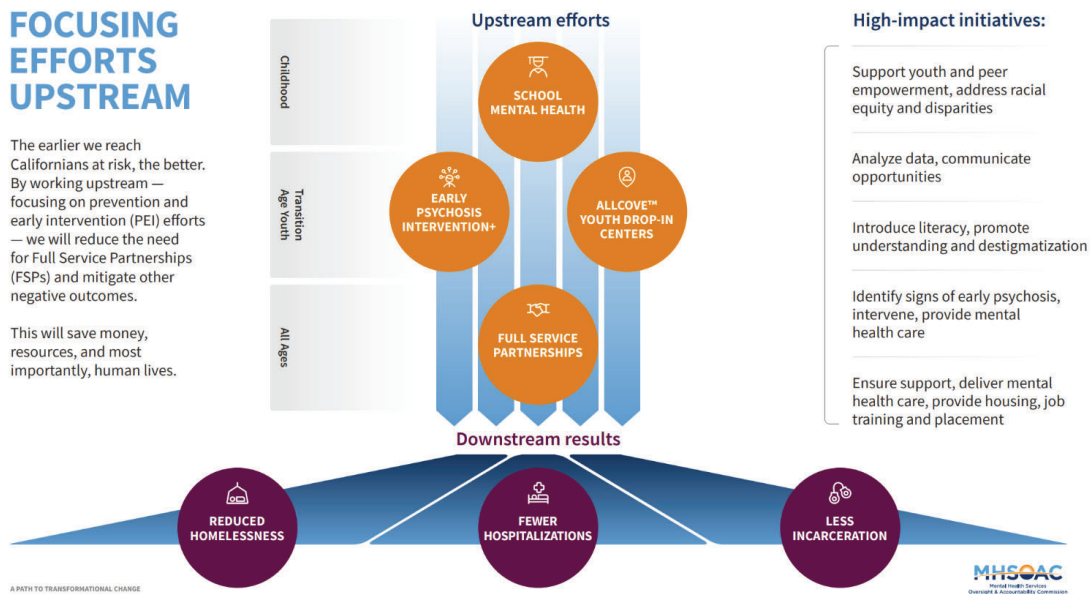 FOCUSING
EFFORTS
UPSTREAM
The earlier we reach
Californians at risk, the better.
By working upstream —
focusing on prevention and
early intervention (PEI) efforts
— we will reduce the need
for Full Service Partnerships
(FSPs) and mitigate other
negative outcomes.
This will save money,
resources, and most
importantly, human lives.
Upstream efforts
Childhood
SCHOOL
MENTAL HEALTH
Transition
Age Youth
EARLY
PSYCHOSIS
INTERVENTION+
ALLCOVE™
YOUTH DROP-IN
CENTERS
All Ages
FULL SERVICE
PARTNERSHIPS
High-impact initiatives:
Support youth and peer
empowerment, address racial
equity and disparities
Analyze data, communicate
opportunities
Introduce literacy, promote
understanding and destigmatization
Identify signs of early psychosis,
intervene, provide mental
health care
Ensure support, deliver mental
health care, provide housing, job
training and placement
Downstream results
REDUCED
HOMELESSNESS
FEWER
HOSPITALIZATIONS
LESS
INCARCERATION
A PATH TO TRANSFORMATIONAL CHANGE
MHSOAC
Mental Health Services
Oversight & Accountability Commission